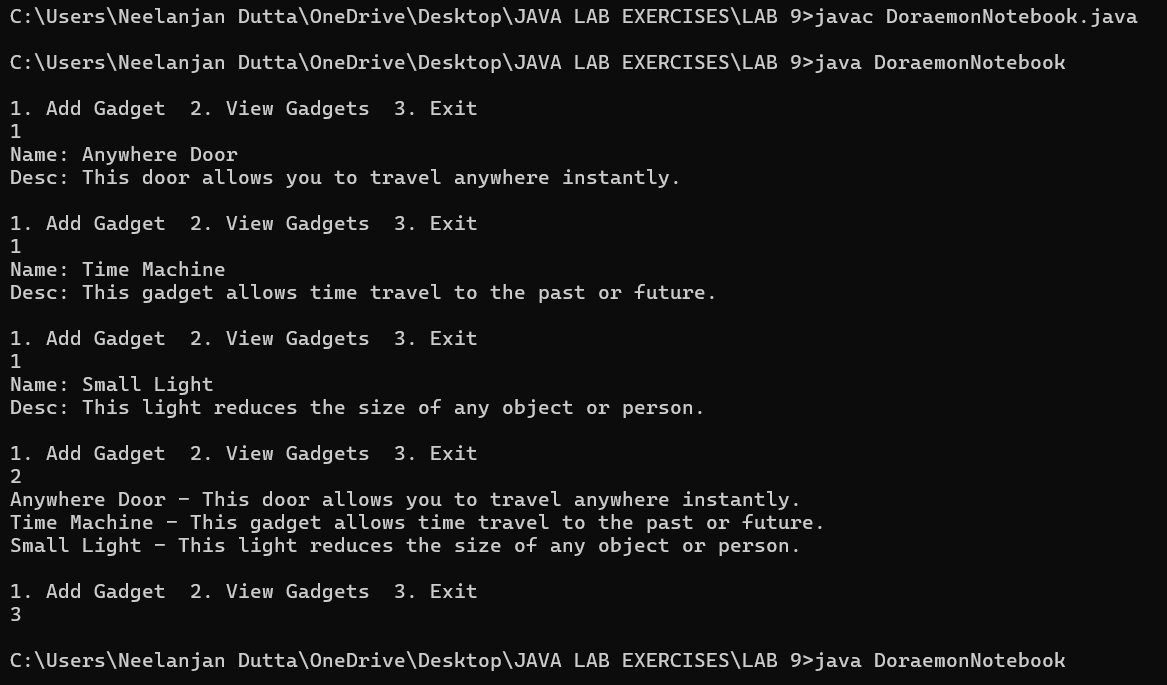 C:\Users\Neelanjan Dutta\OneDrive\Desktop\JAVA LAB EXERCISES\LAB 9>javac DoraemonNotebook.java
C:\Users\Neelanjan Dutta\OneDrive\Desktop\JAVA LAB EXERCISES\LAB 9>java DoraemonNotebook
1. Add Gadget  2. View Gadgets  3. Exit
1
Name: Anywhere Door
Desc: This door allows you to travel anywhere instantly.
1. Add Gadget  2. View Gadgets  3. Exit
1
Name: Time Machine
Desc: This gadget allows time travel to the past or future.
1. Add Gadget  2. View Gadgets  3. Exit
1
Name: Small Light
Desc: This light reduces the size of any object or person.
1. Add Gadget  2. View Gadgets  3. Exit
2
Anywhere Door - This door allows you to travel anywhere instantly.
Time Machine - This gadget allows time travel to the past or future.
Small Light - This light reduces the size of any object or person.
1. Add Gadget  2. View Gadgets  3. Exit
3
C:\Users\Neelanjan Dutta\OneDrive\Desktop\JAVA LAB EXERCISES\LAB 9>java DoraemonNotebook